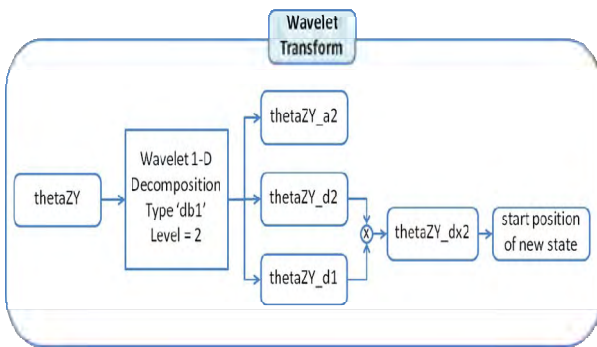 Wavelet
Transform
thetaZY
Wavelet 1-D
Decomposition
Type 'db1'
Level = 2
thetaZY_a2
thetaZY_d2
thetaZY_d1
X
thetaZY_dx2
start position
of new state